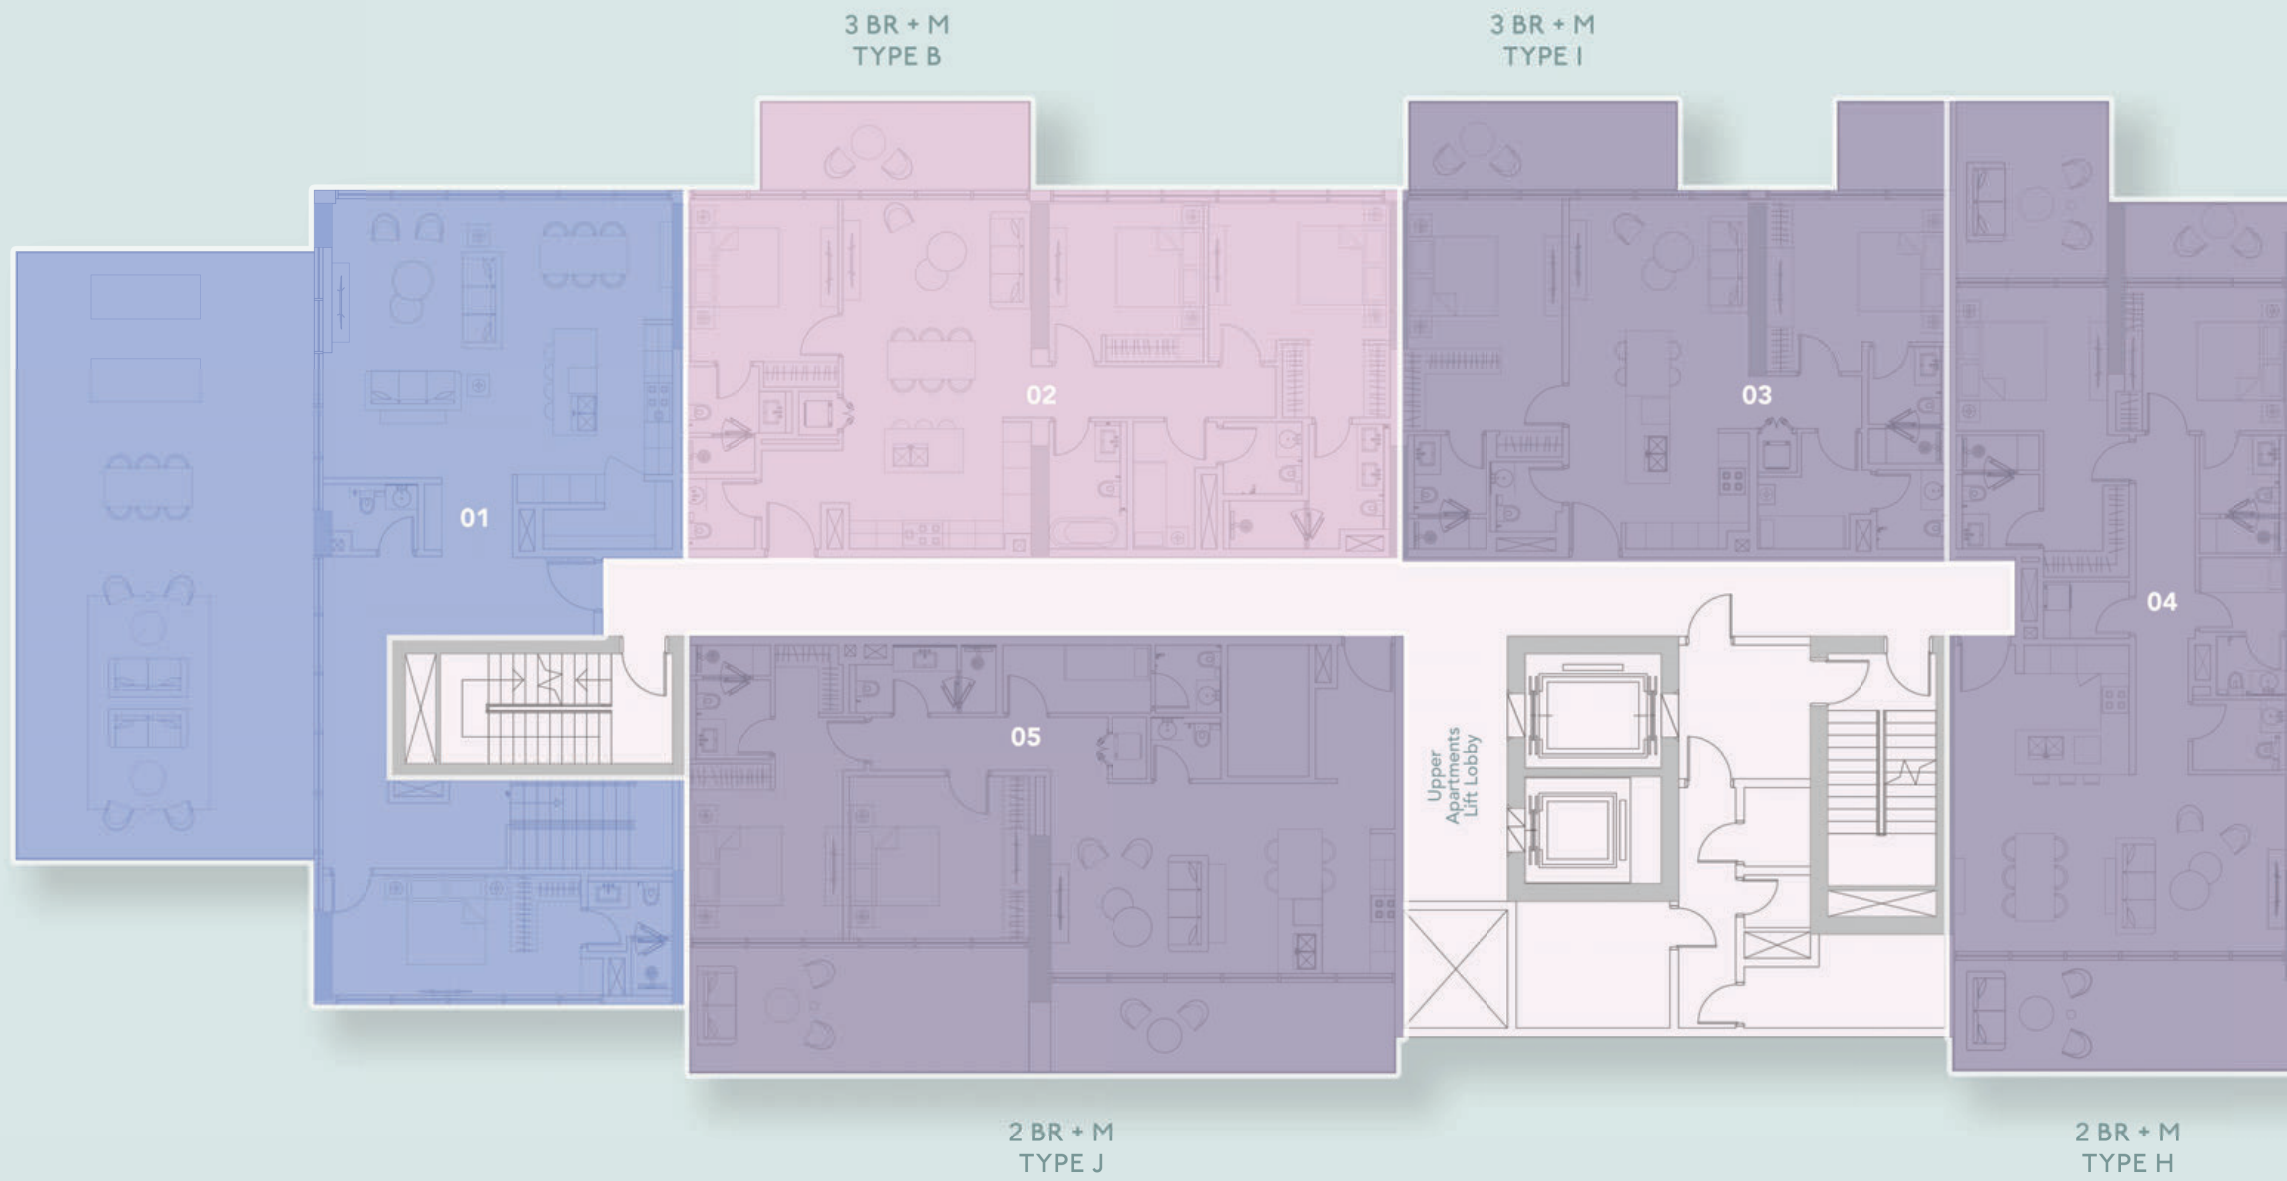 3 BR + M
TYPE B
3 BR + M
TYPE I
02
03
01
04
05
Upper
Apartments
Lift Lobby
2 BR + M
TYPE J
2 BR + M
TYPE H